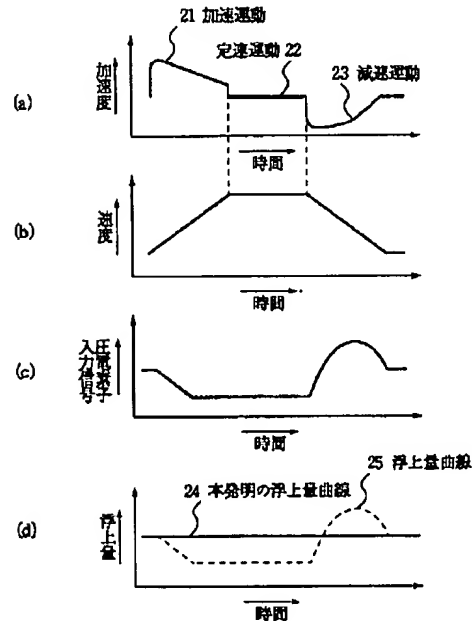 21 加速運動
定速運動 22
23 減速運動
(a)
加速度
時間
(b)
速度
時間
(c)
圧電素子
入力信号
時間
24 本発明の浮上量曲線
25 浮上量曲線
(d)
浮上量
時間